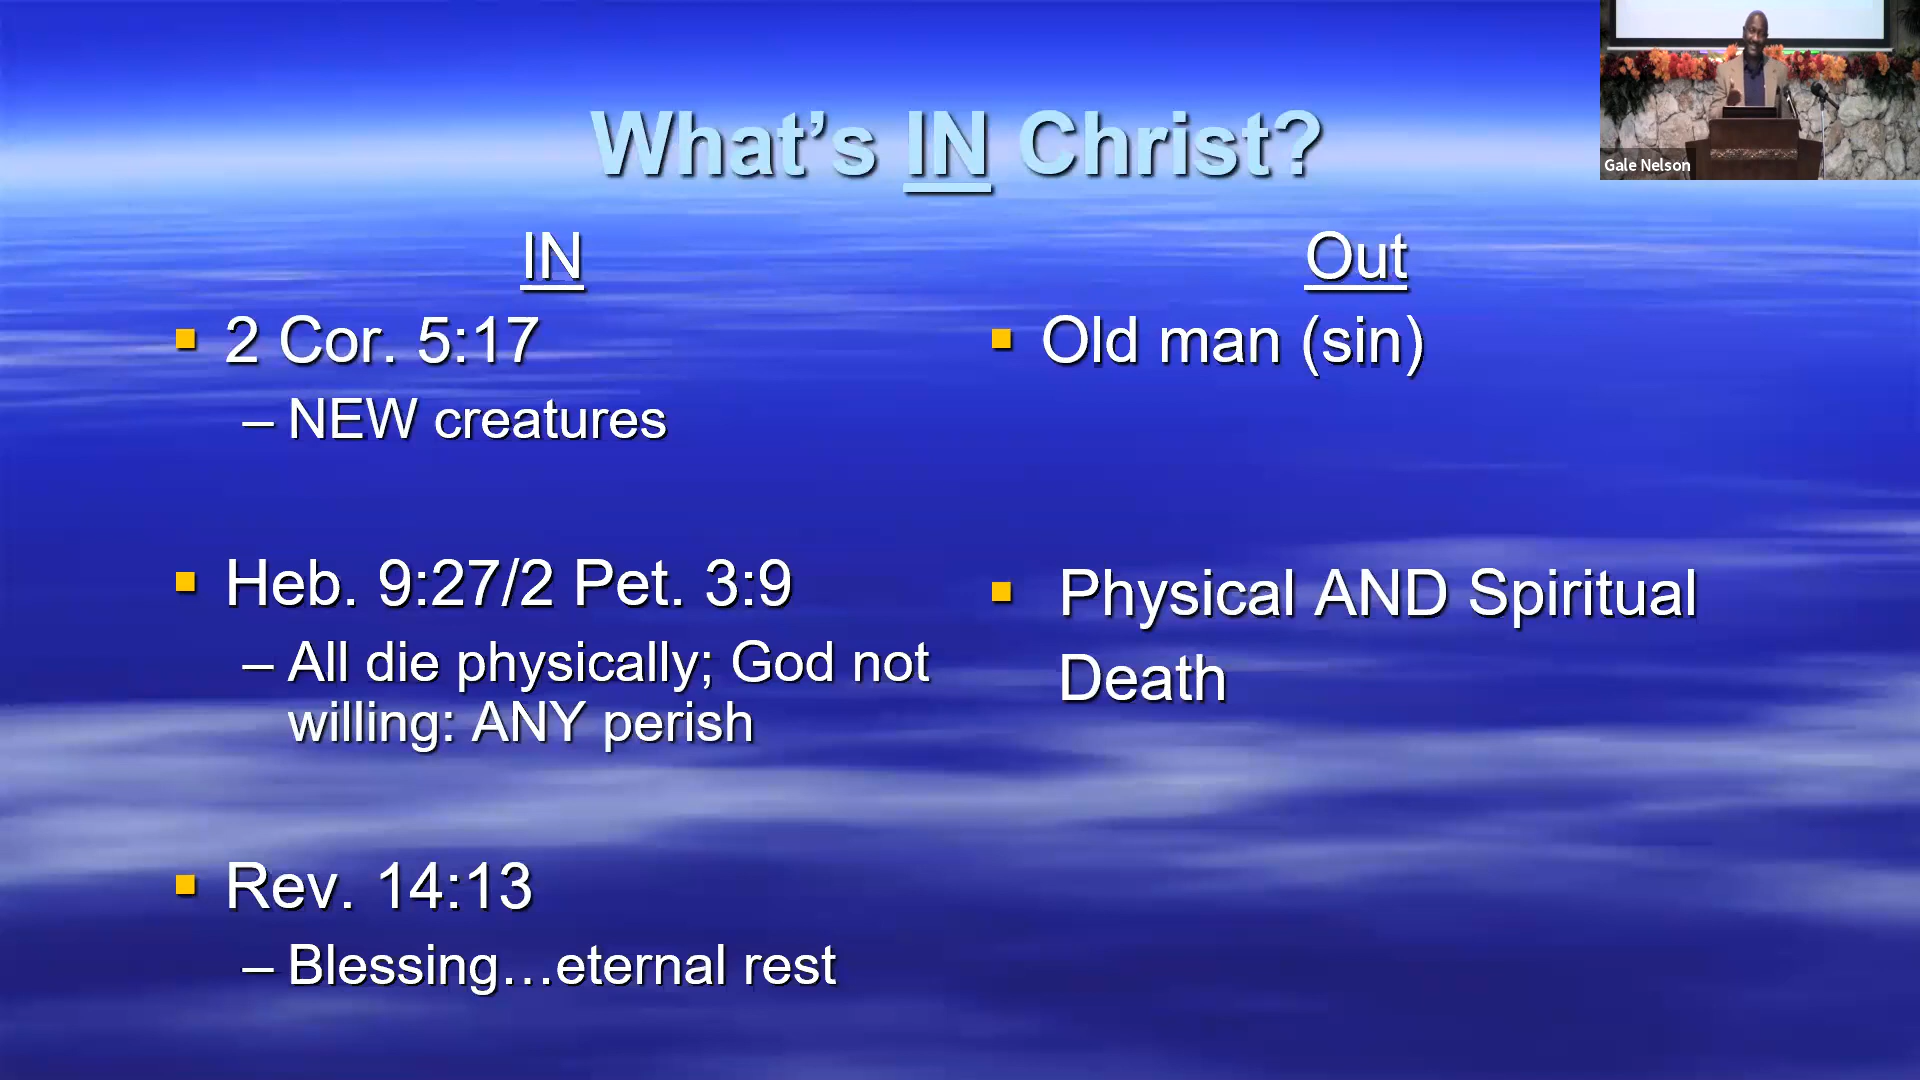 What's IN Christ?
Gale Nelson
IN
▪ 2 Cor. 5:17
– NEW creatures
▪ Heb. 9:27/2 Pet. 3:9
– All die physically; God not
willing: ANY perish
▪ Rev. 14:13
– Blessing…eternal rest
Out
▪ Old man (sin)
▪ Physical AND Spiritual
Death